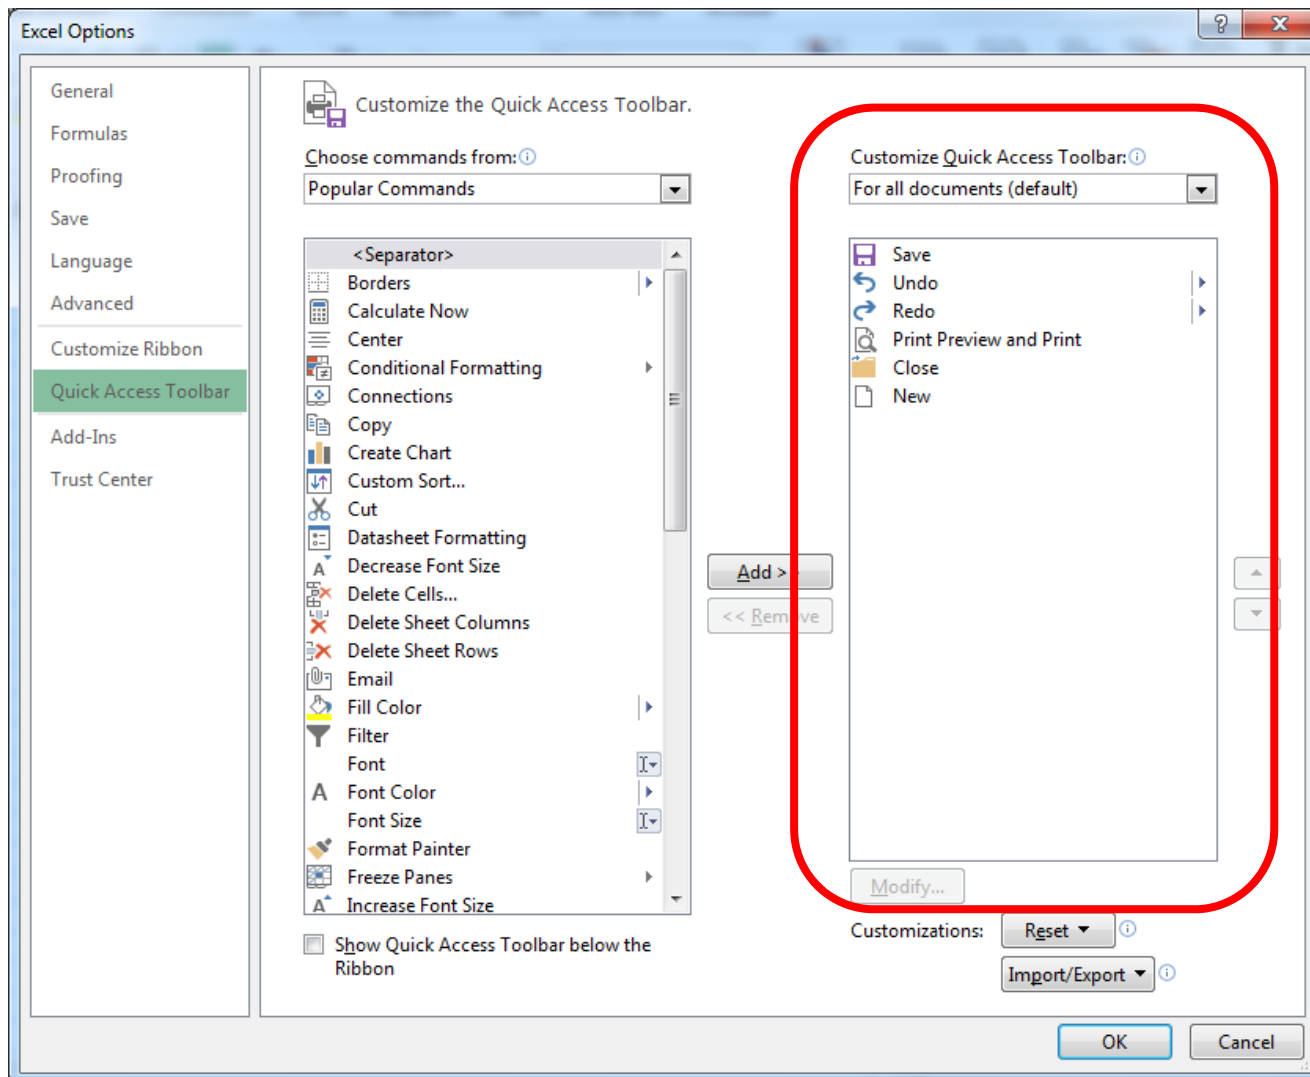 Excel Options
General
Formulas
Proofing
Save
Language
Advanced
Customize Ribbon
Quick Access Toolbar
Add-Ins
Trust Center
Customize the Quick Access Toolbar.
Choose commands from:
Popular Commands
<Separator>
Borders
Calculate Now
Center
Conditional Formatting
Connections
Copy
Create Chart
Custom Sort...
Cut
Datasheet Formatting
Decrease Font Size
Delete Cells...
Delete Sheet Columns
Delete Sheet Rows
Email
Fill Color
Filter
Font
Font Color
Font Size
Format Painter
Freeze Panes
Increase Font Size
Show Quick Access Toolbar below the
Ribbon
Add >>
<< Remove
Customize Quick Access Toolbar:
For all documents (default)
Save
Undo
Redo
Print Preview and Print
Close
New
Modify...
Customizations:
Reset
Import/Export
OK
Cancel